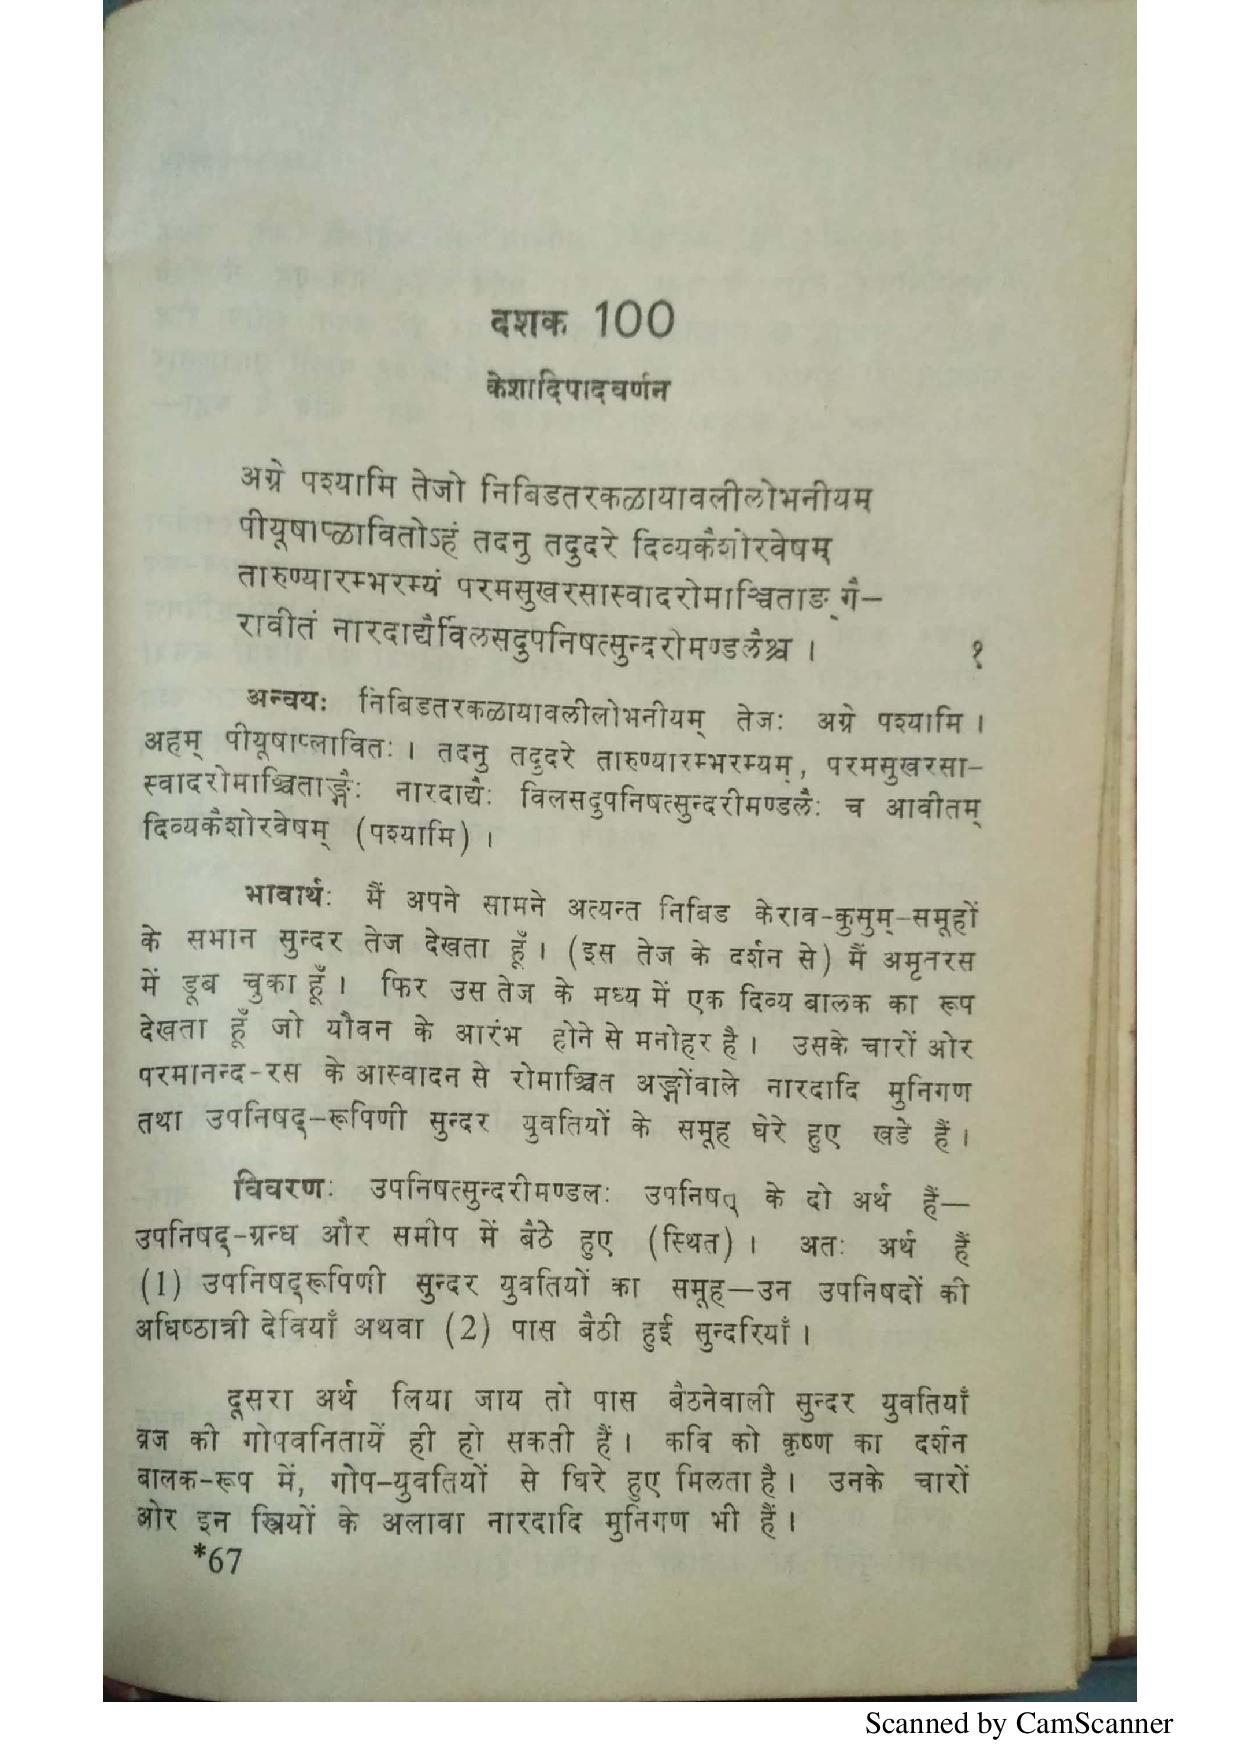 दशक 100
केशादिपादवर्णन
अग्रे पश्यामि तेजो निबिडतरकळायावलीलोभनीयम्
पीयूषाप्ळावितोऽहं तदनु तदुदरे दिव्यकैशोरवेषम्
तारुण्यारम्भरम्यं परमसुखरसास्वादरोमाञ्चिताङ्गै–
रावीतं नारदाद्यैर्विलसदुपनिषत्सुन्दरोमण्डलैश्च । १
अन्वयः निबिडतरकळायावलीलोभनीयम् तेजः अग्रे पश्यामि ।
अहम् पीयूषाप्लावितः । तदनु तदुदरे तारुण्यारम्भरम्यम्, परमसुखरसा–
स्वादरोमाञ्चिताङ्गैः नारदाद्यैः विलसदुपनिषत्सुन्दरीमण्डलैः च आवीतम्
दिव्यकैशोरवेषम् (पश्यामि) ।
भावार्थः मैं अपने सामने अत्यन्त निबिड केराव-कुसुम्-समूहों
के सभान सुन्दर तेज देखता हूँ । (इस तेज के दर्शन से) मैं अमृतरस
में डूब चुका हूँ । फिर उस तेज के मध्य में एक दिव्य बालक का रूप
देखता हूँ जो यौवन के आरंभ होने से मनोहर है । उसके चारों ओर
परमानन्द-रस के आस्वादन से रोमाञ्चित अङ्गोंवाले नारदादि मुनिगण
तथा उपनिषद्-रूपिणी सुन्दर युवतियों के समूह घेरे हुए खडे हैं ।
विवरणः उपनिषत्सुन्दरीमण्डलः उपनिषत् के दो अर्थ हैं—
उपनिषद्-ग्रन्ध और समोप में बैठे हुए (स्थित) । अतः अर्थ हैं
(1) उपनिषद्रूपिणी सुन्दर युवतियों का समूह—उन उपनिषदों की
अधिष्ठात्री देवियाँ अथवा (2) पास बैठी हुई सुन्दरियाँ ।
दूसरा अर्थ लिया जाय तो पास बैठनेवाली सुन्दर युवतियाँ
व्रज की गोपवनितायें ही हो सकती हैं । कवि को कृष्ण का दर्शन
बालक-रूप में, गोप-युवतियों से घिरे हुए मिलता है । उनके चारों
ओर इन स्त्रियों के अलावा नारदादि मुनिगण भी हैं ।
*67
Scanned by CamScanner